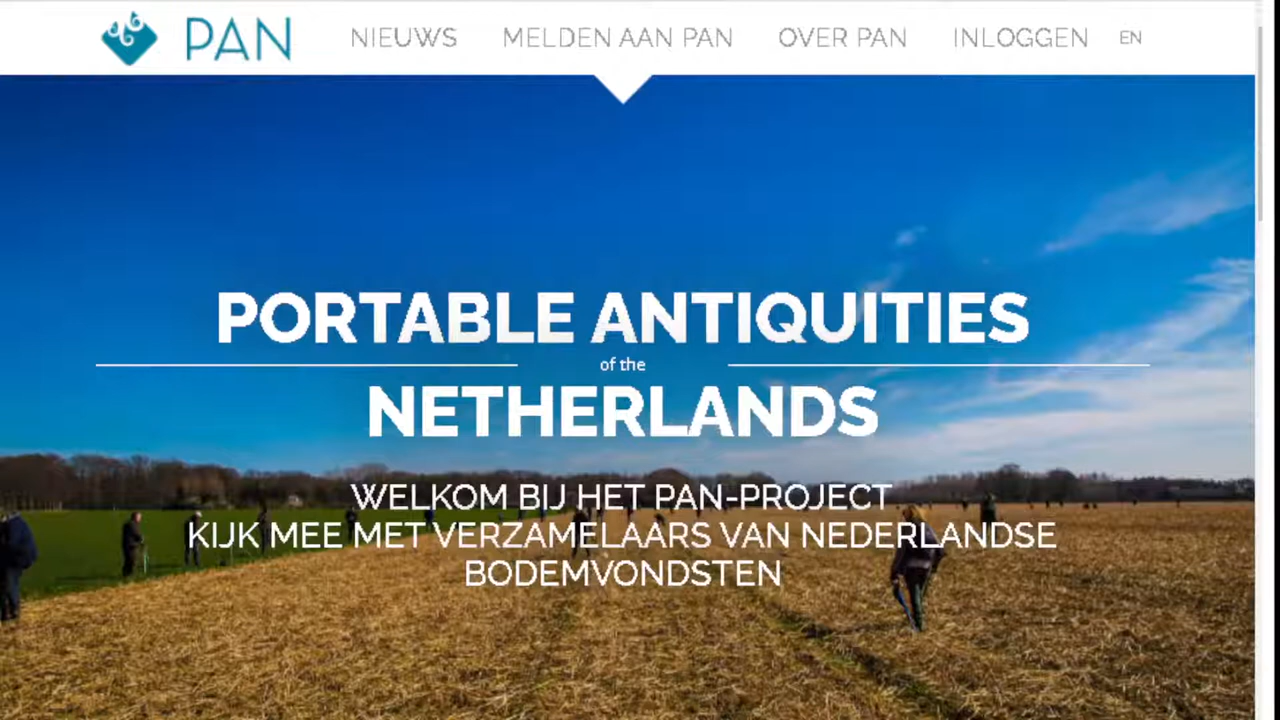 PAN NIEUWS MELDEN AAN PAN OVER PAN INLOGGEN EN
PORTABLE ANTIQUITIES
of the
NETHERLANDS
WELKOM BIJ HET PAN-PROJECT
KIJK MEE MET VERZAMELAARS VAN NEDERLANDSE
BODEMVONDSTEN